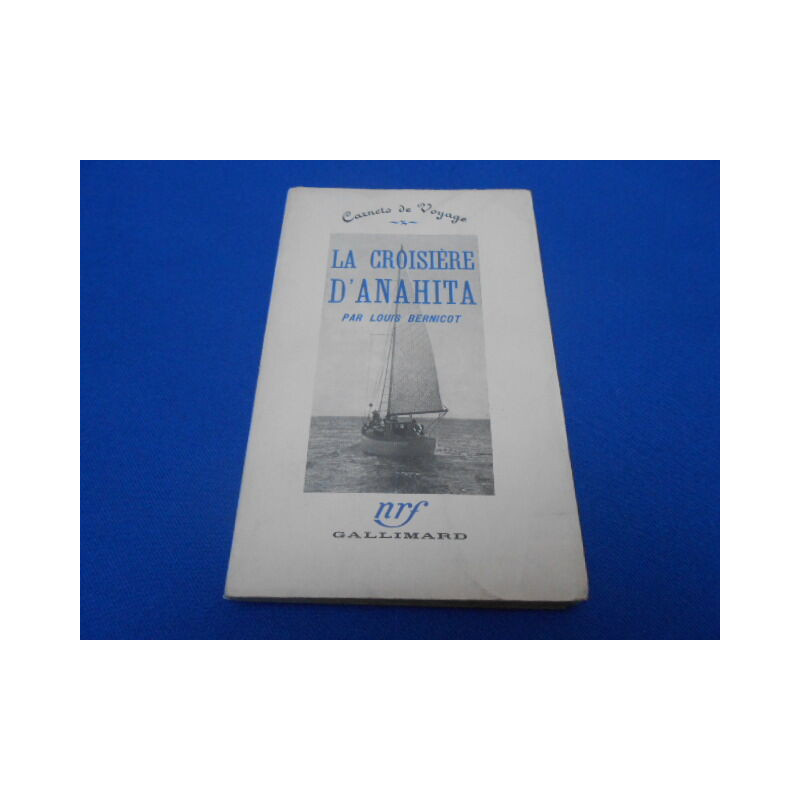 Carnets de Voyage
LA CROISIÈRE
D'ANAHITA
PAR LOUIS BERNICOT
nrf
GALLIMARD